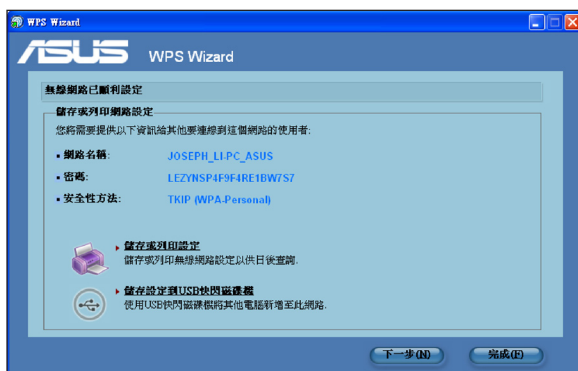 WPS Wizard
ASUS WPS Wizard
無線網路已順利設定
儲存或列印網路設定
您將需要提供以下資訊給其他要連線到這個網路的使用者:
網路名稱: JOSEPH_LI-PC_ASUS
密碼: LEZYNSP4F9F4RE1BW7S7
安全性方法: TKIP (WPA-Personal)
儲存或列印設定
儲存或列印無線網路設定以供日後查詢.
儲存設定到USB快閃磁碟機
使用USB快閃磁碟機將其他電腦新增至此網路.
下一步(N) 完成(F)